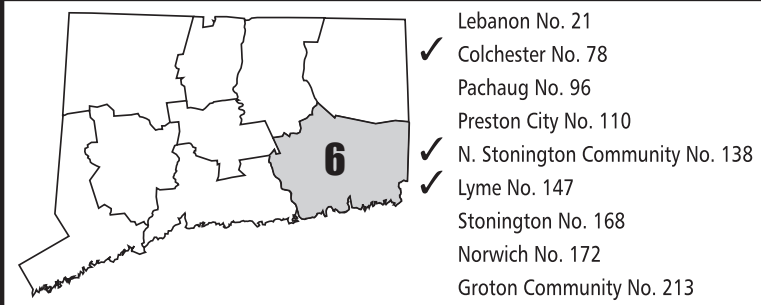 6
Lebanon No. 21
✓ Colchester No. 78
Pachaug No. 96
Preston City No. 110
✓ N. Stonington Community No. 138
✓ Lyme No. 147
Stonington No. 168
Norwich No. 172
Groton Community No. 213